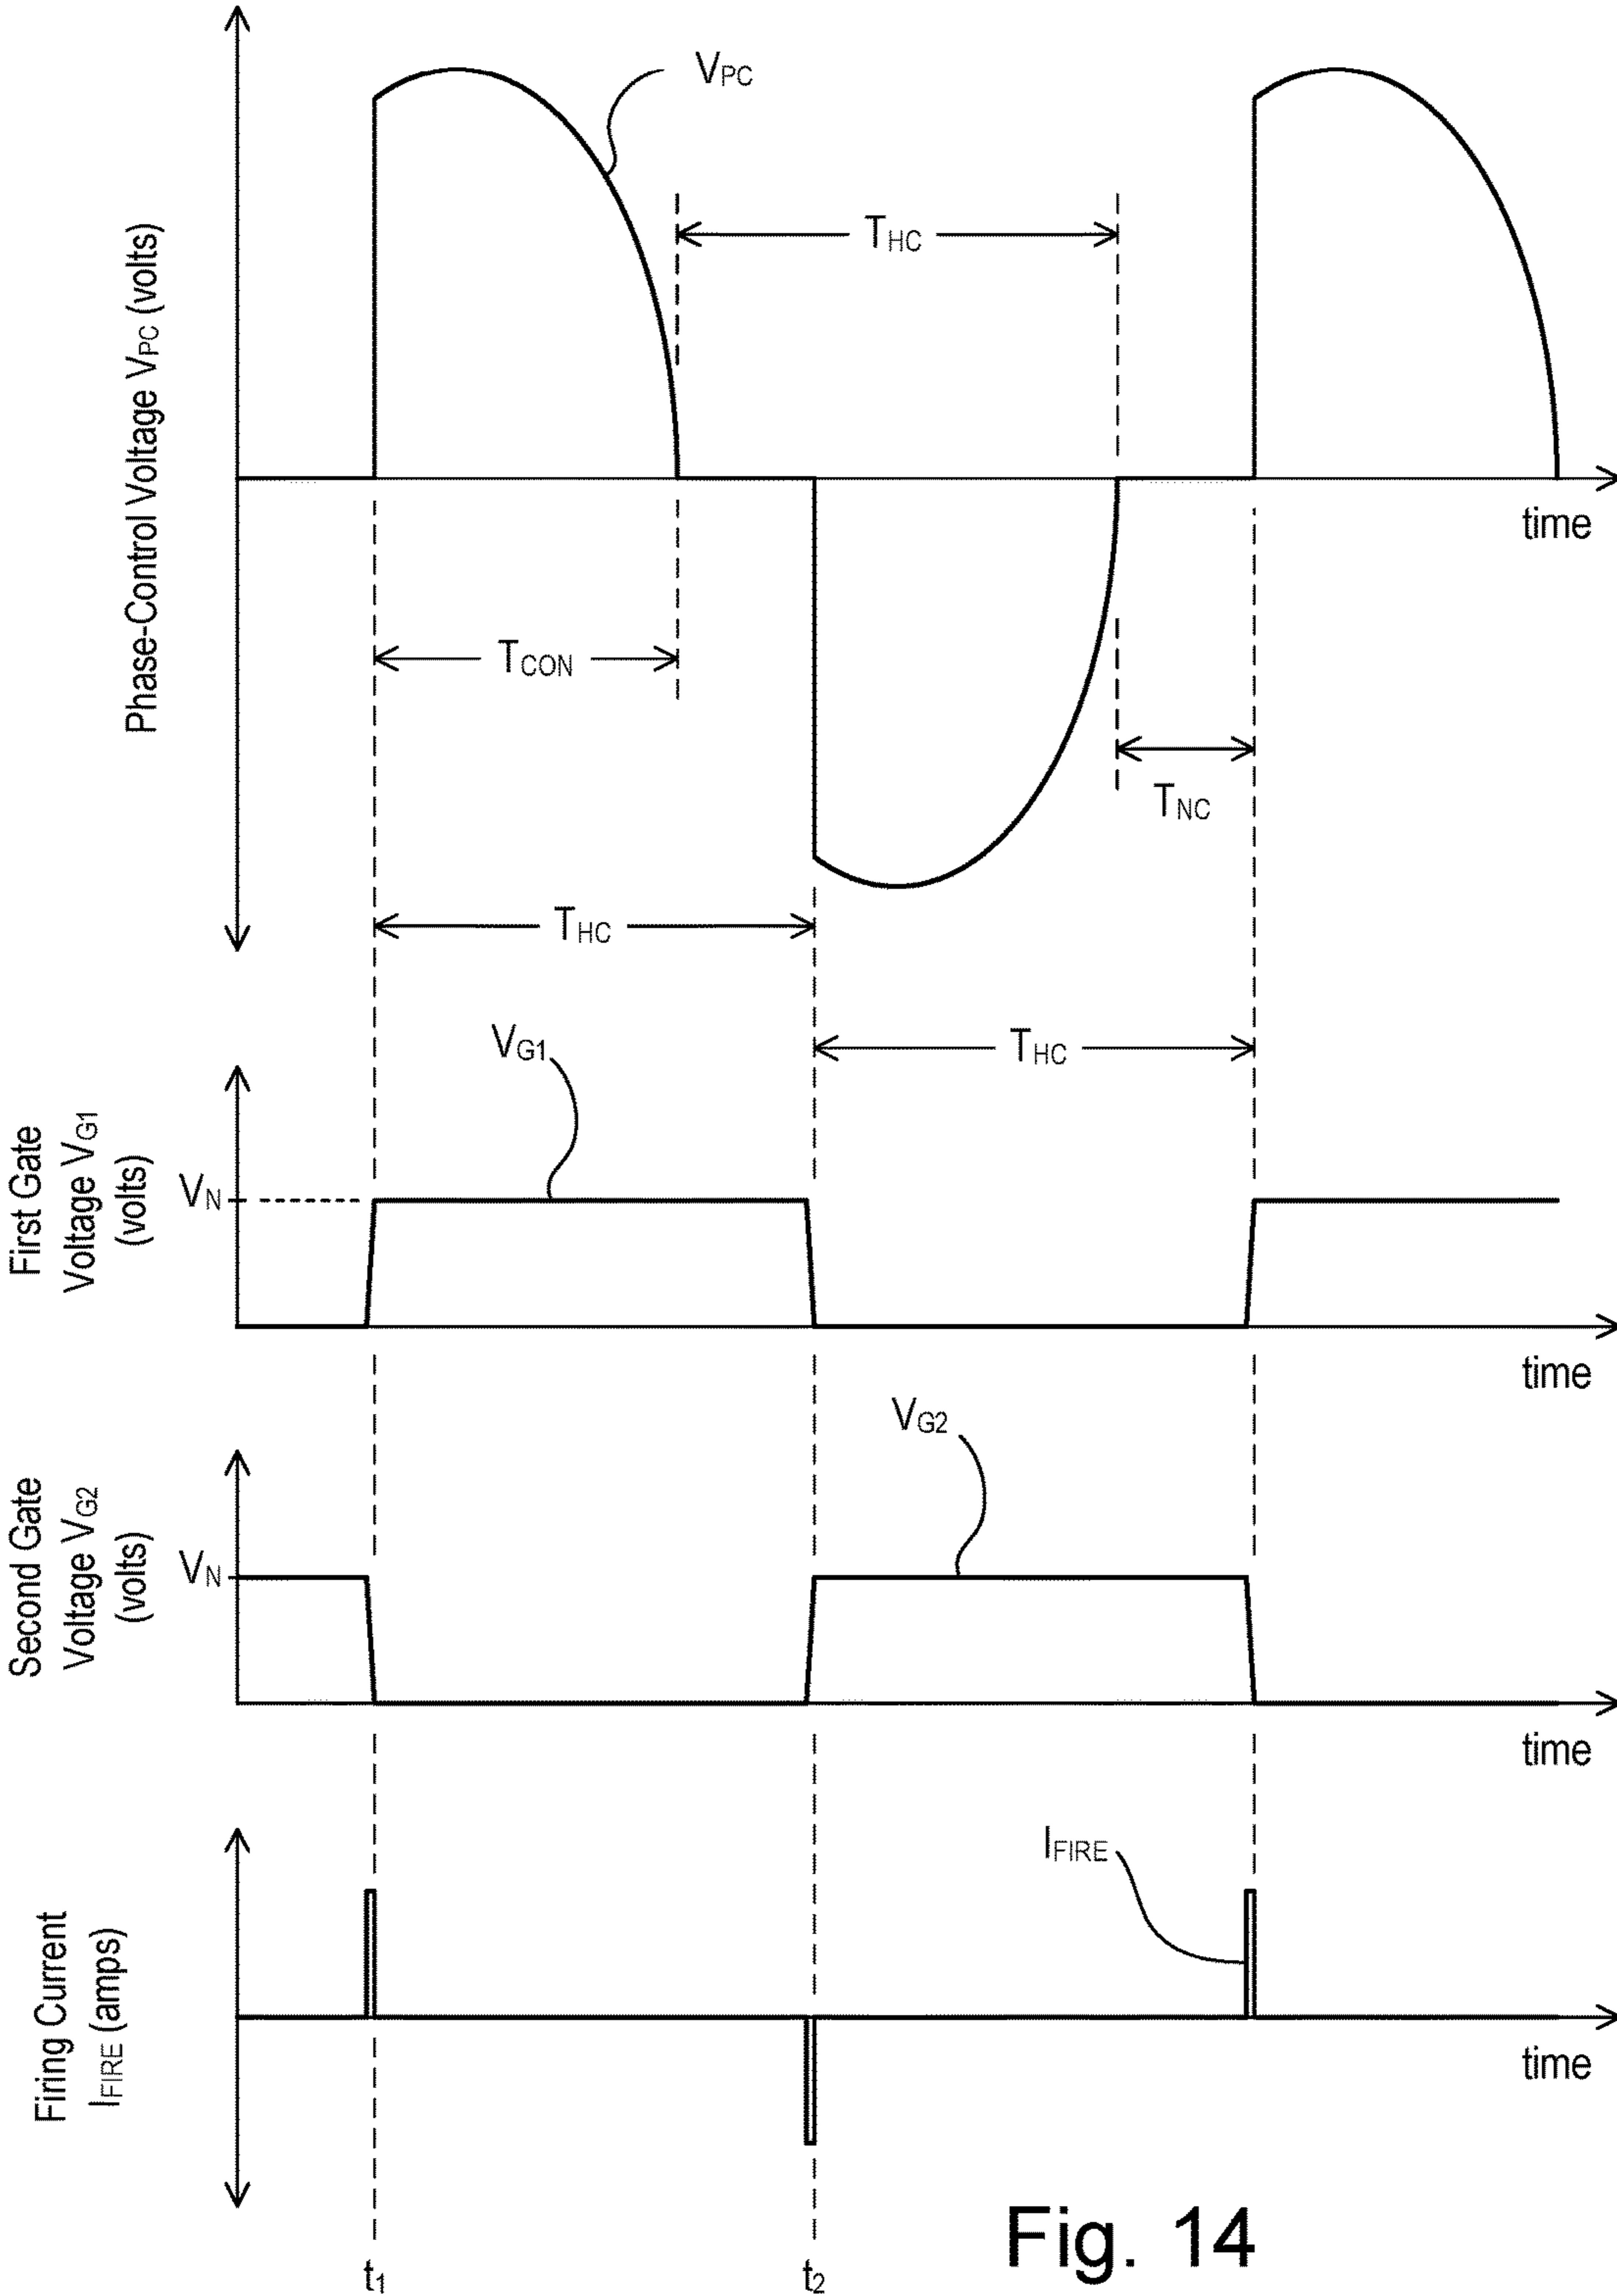 Phase-Control Voltage VPC (volts)
VPC
THC
time
TCON
TNC
THC
THC
First Gate
Voltage VG1
(volts)
VG1
VN
time
Second Gate
Voltage VG2
(volts)
VG2
VN
time
Firing Current
IFIRE (amps)
IFIRE
time
t1
t2
Fig. 14